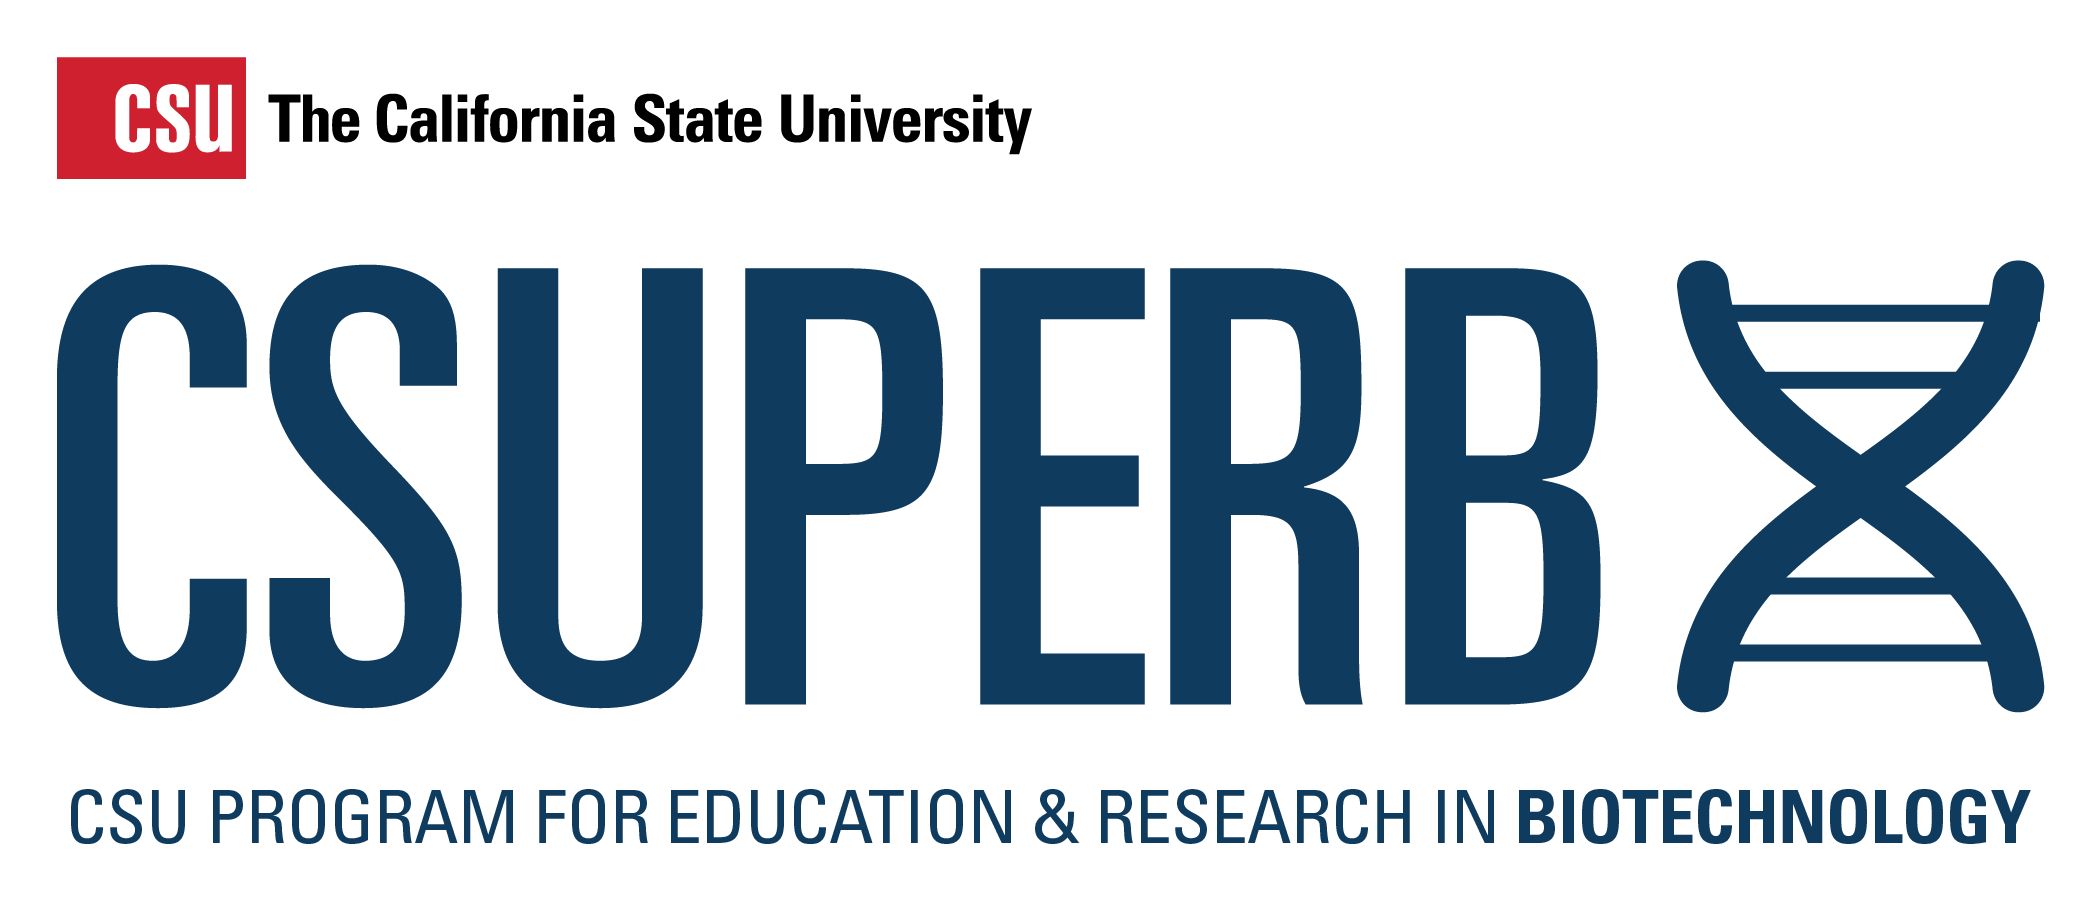 CSU The California State University
CSUPERB
CSU PROGRAM FOR EDUCATION & RESEARCH IN BIOTECHNOLOGY